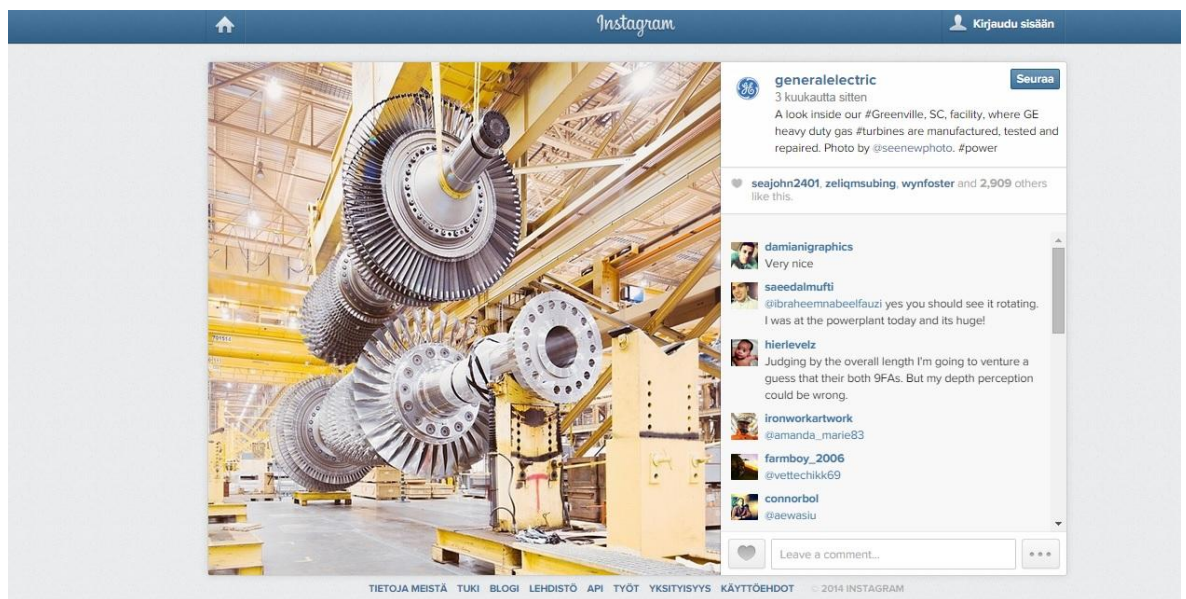 Instagram
Kirjaudu sisään
generalelectric
Seuraa
3 kuukautta sitten
A look inside our #Greenville, SC, facility, where GE
heavy duty gas #turbines are manufactured, tested and
repaired. Photo by @seenewphoto. #power
seajohn2401, zeliqmsubing, wynfoster and 2,909 others
like this.
damianigraphics
Very nice
saeedalmufti
@ibraheemnabeelfauzi yes you should see it rotating.
I was at the powerplant today and its huge!
hierlevelz
Judging by the overall length I'm going to venture a
guess that their both 9FAs. But my depth perception
could be wrong.
ironworkartwork
@amanda_marie83
farmboy_2006
@vettechikk69
connorbol
@aewasiu
Leave a comment...
TIETOJA MEISTÄ TUKI BLOGI LEHDISTÖ API TYÖT YKSITYISYYS KÄYTTÖEHDOT © 2014 INSTAGRAM